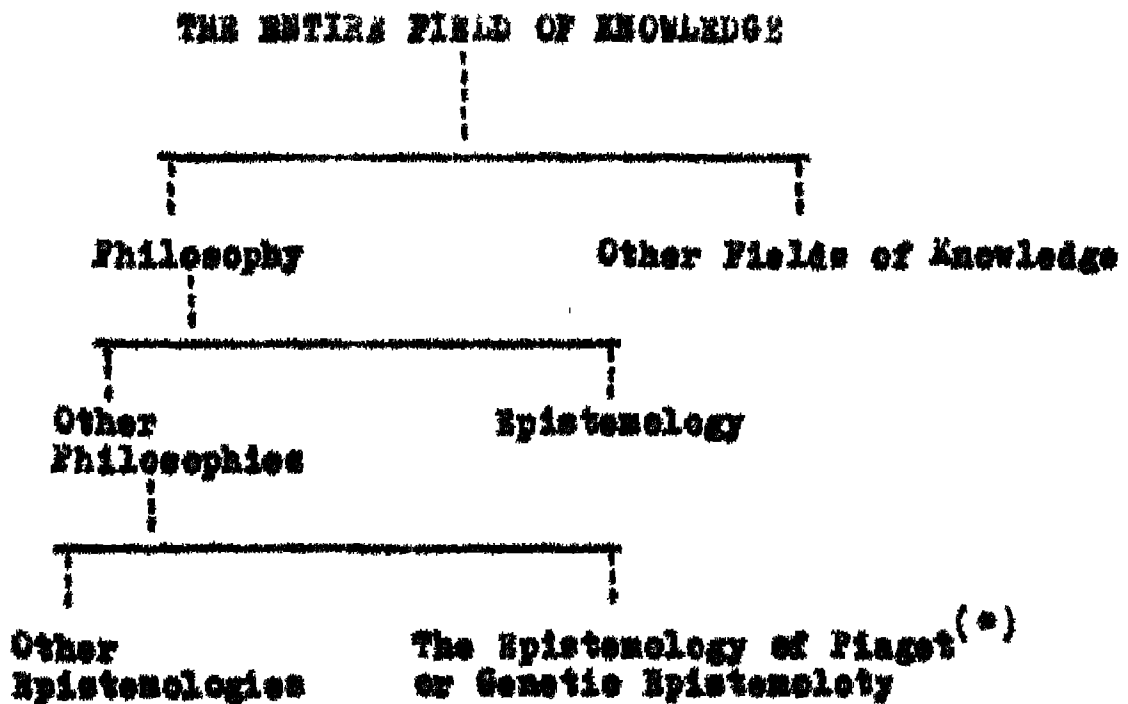 THE ENTIRE FIELD OF KNOWLEDGE
Philosophy Other Fields of Knowledge
Other Epistemology
Philosophies
Other The Epistemology of Piaget(*)
Epistemologies or Genetic Epistemoloty